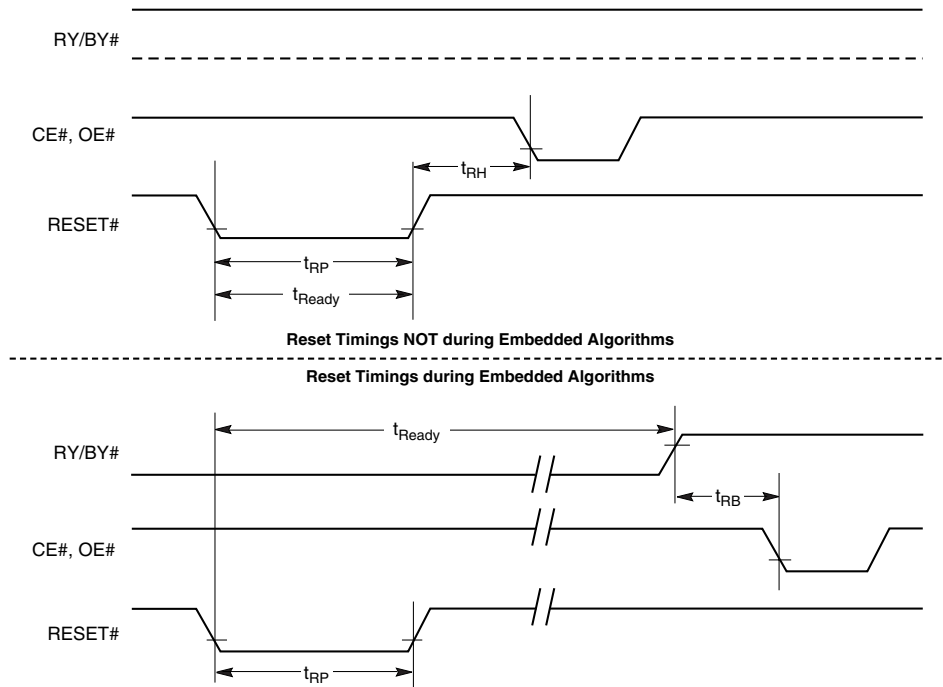 RY/BY#
CE#, OE#
tRH
RESET#
tRP
tReady
Reset Timings NOT during Embedded Algorithms
Reset Timings during Embedded Algorithms
tReady
RY/BY#
tRB
CE#, OE#
RESET#
tRP